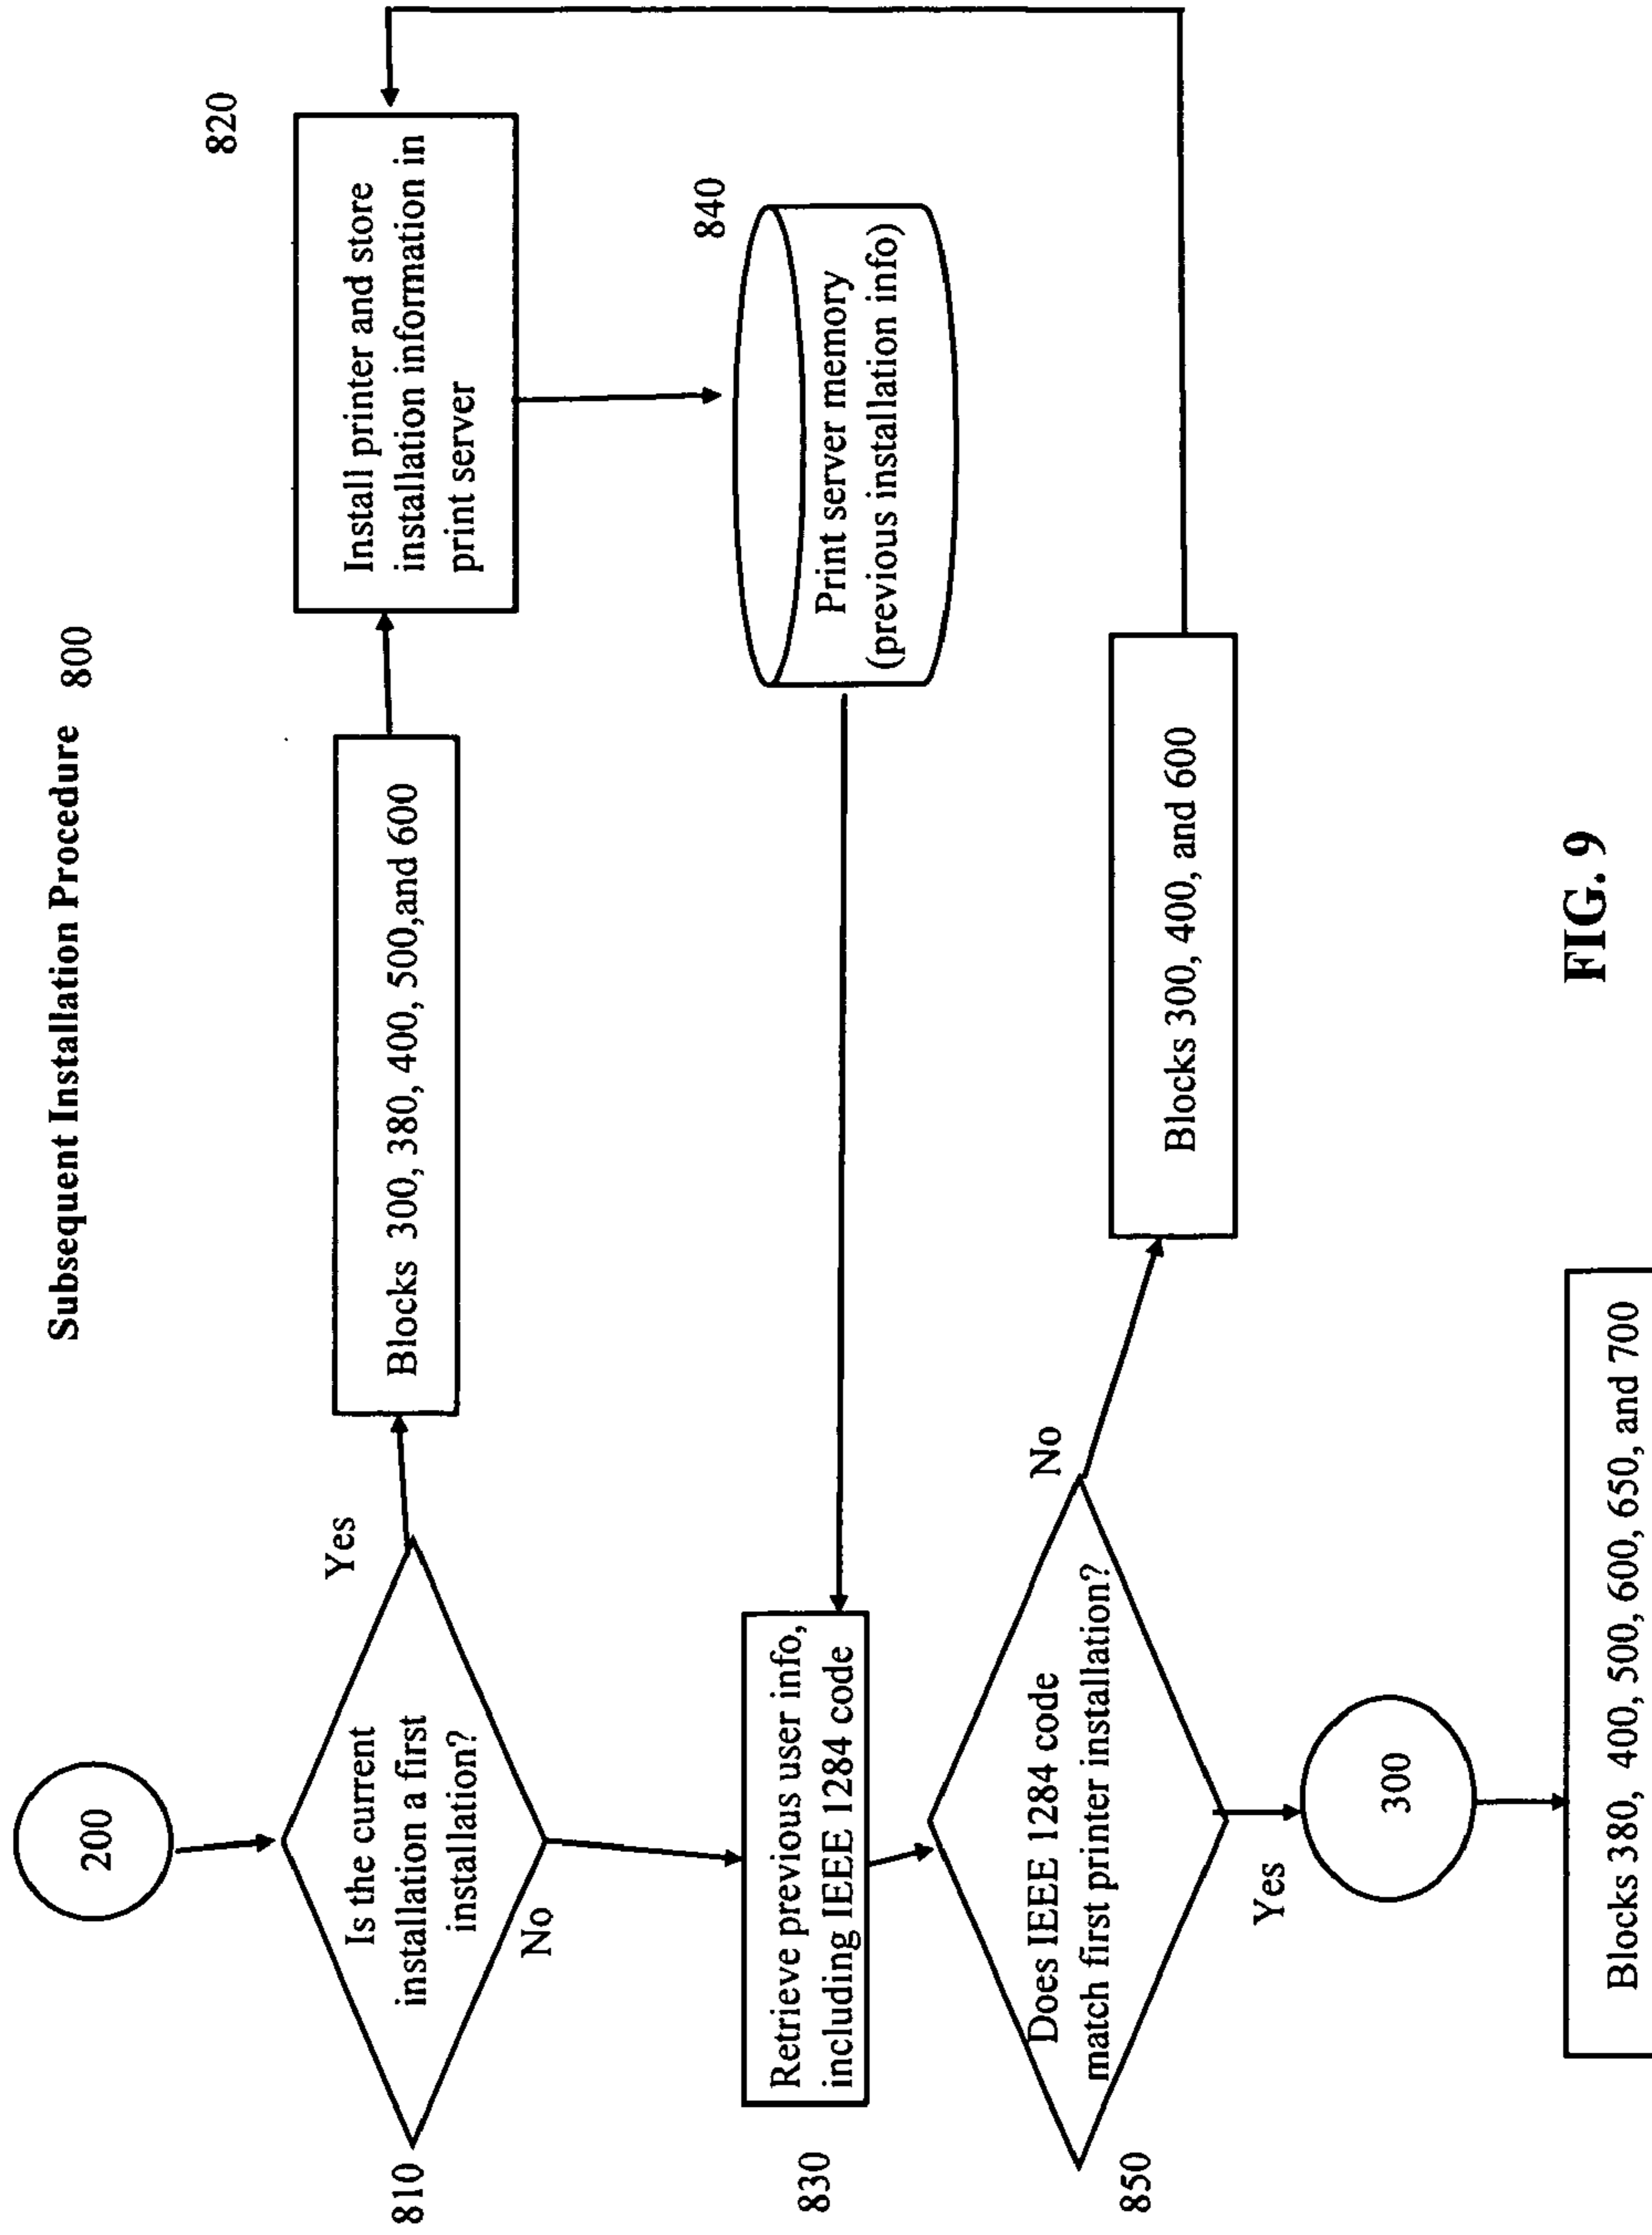 Subsequent Installation Procedure 800
200
810
Is the current
installation a first
installation?
Yes
No
Blocks 300, 380, 400, 500,and 600
820
Install printer and store
installation information in
print server
830
Retrieve previous user info,
including IEEE 1284 code
840
Print server memory
(previous installation info)
850
Does IEEE 1284 code
match first printer installation?
No
Yes
Blocks 300, 400, and 600
300
Blocks 380, 400, 500, 600, 650, and 700
FIG. 9